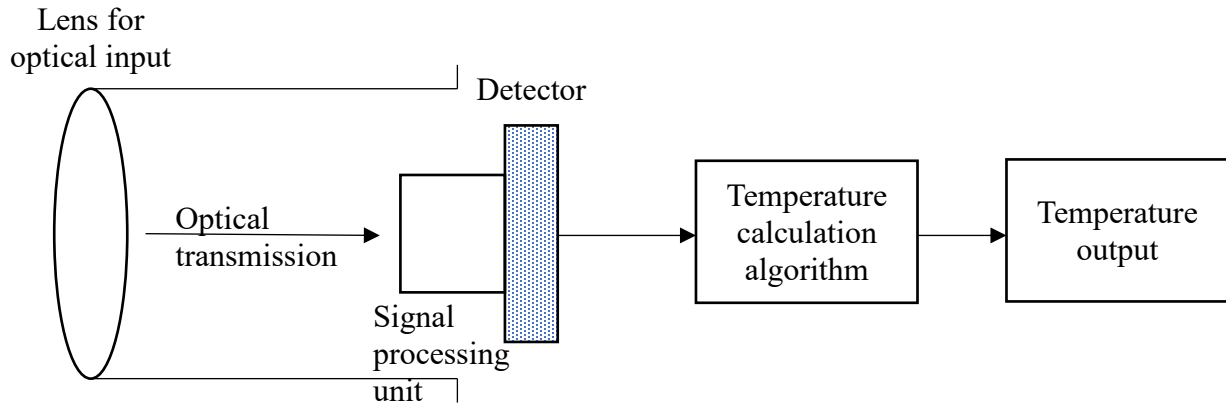 Lens for
optical input
Detector
Optical
transmission
Signal
processing
unit
Temperature
calculation
algorithm
Temperature
output